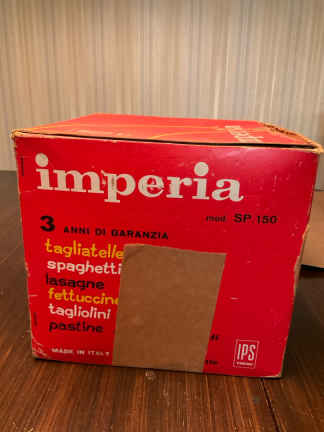 imperia
mod. SP.150
3 ANNI DI GARANZIA
tagliatelle
spaghetti
lasagne
fettuccine
tagliolini
pastine
MADE IN ITALY
IPS